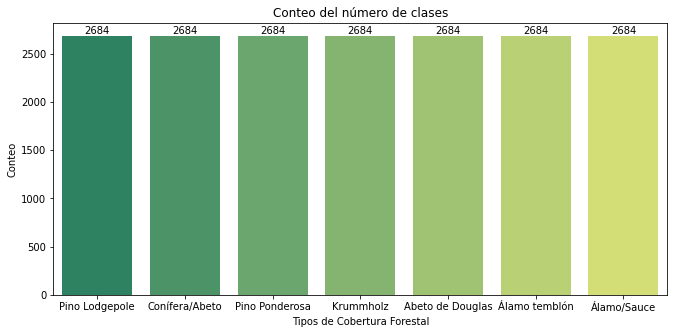 Conteo del número de clases
2684 2684 2684 2684 2684 2684 2684
2500
2000
1500
1000
500
0
Conteo
Pino Lodgepole Conífera/Abeto Pino Ponderosa Krummholz Abeto de Douglas Álamo temblón Álamo/Sauce
Tipos de Cobertura Forestal